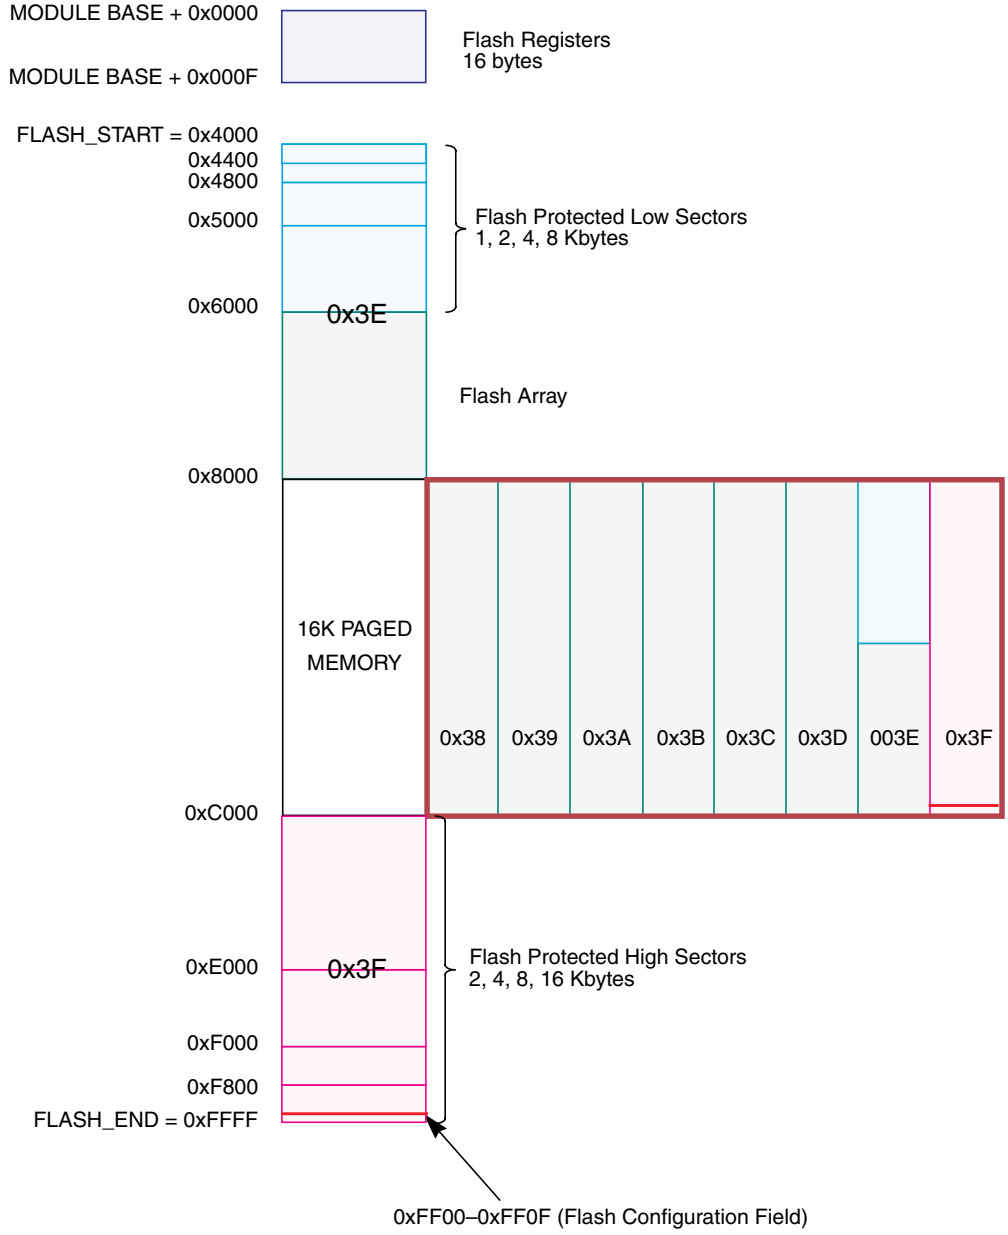 MODULE BASE + 0x0000
Flash Registers
16 bytes
MODULE BASE + 0x000F
FLASH_START = 0x4000
0x4400
0x4800
0x5000
Flash Protected Low Sectors
1, 2, 4, 8 Kbytes
0x6000
0x3E
Flash Array
0x8000
16K PAGED
MEMORY
0x38
0x39
0x3A
0x3B
0x3C
0x3D
003E
0x3F
0xC000
Flash Protected High Sectors
2, 4, 8, 16 Kbytes
0xE000
0x3F
0xF000
0xF800
FLASH_END = 0xFFFF
0xFF00–0xFF0F (Flash Configuration Field)